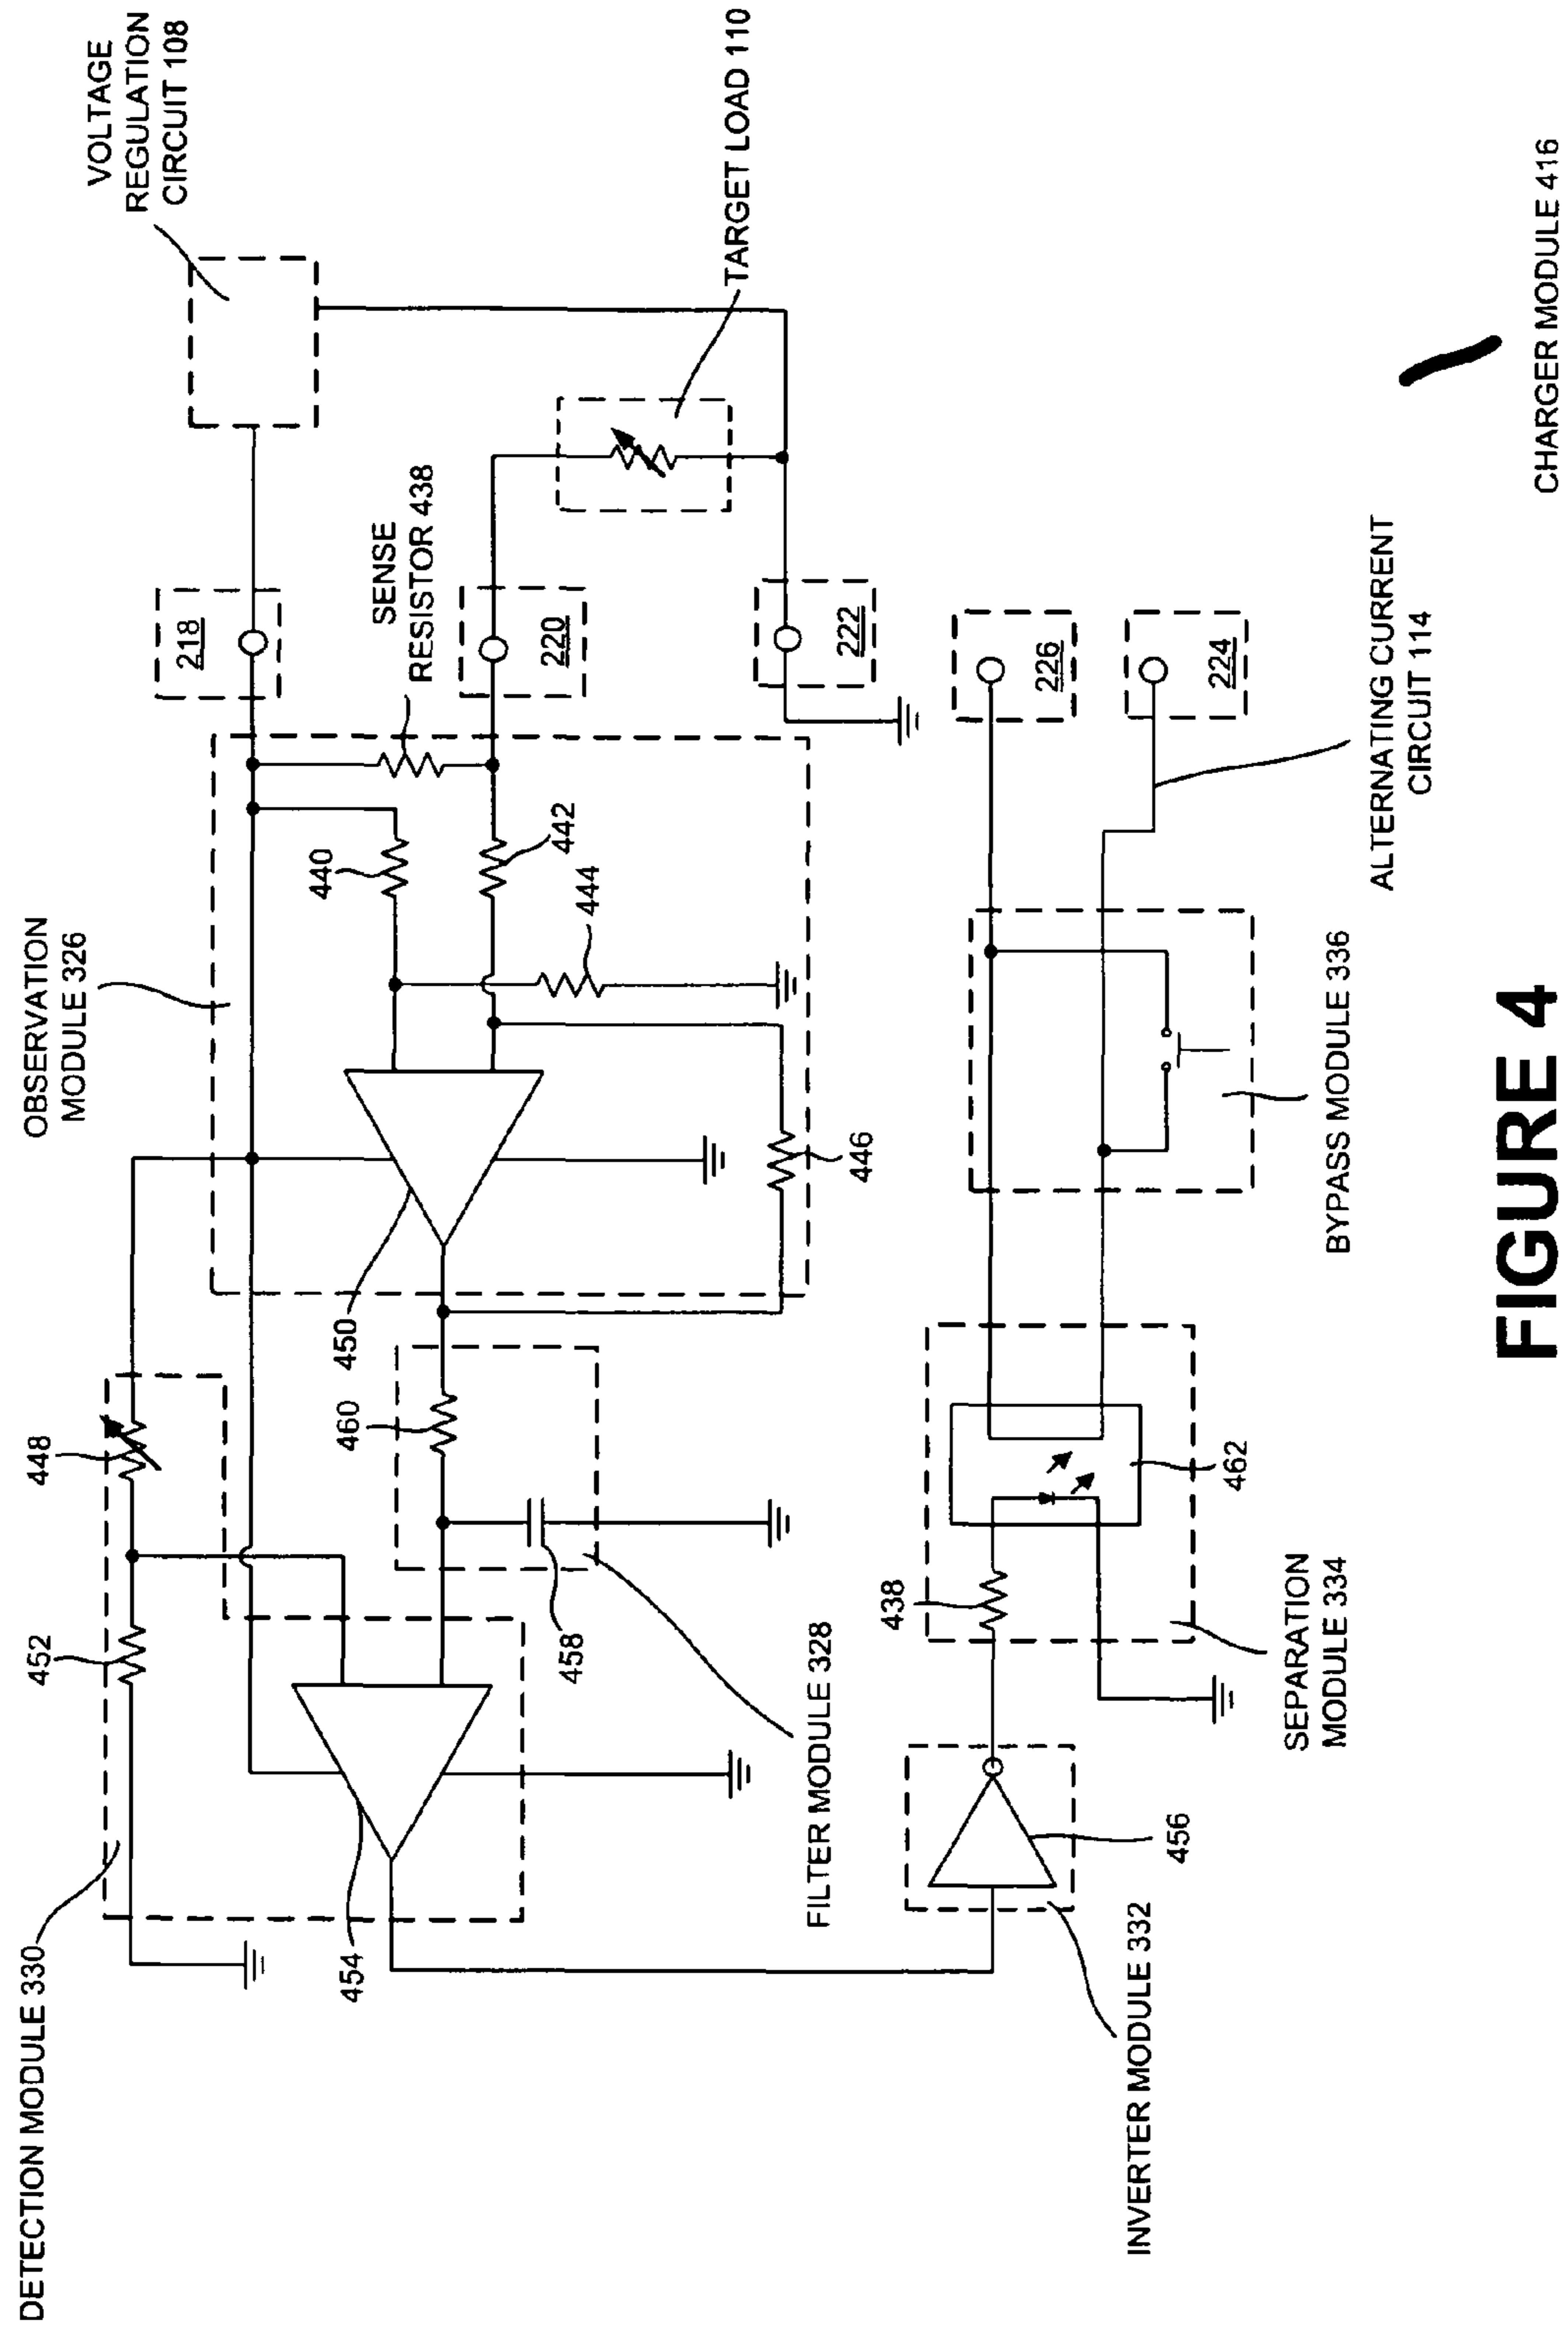 DETECTION MODULE 330
OBSERVATION
MODULE 326
VOLTAGE
REGULATION
CIRCUIT 108
452
448
218
440
SENSE
RESISTOR 438
454
450
460
442
220
444
458
446
222
TARGET LOAD 110
FILTER MODULE 328
438
226
456
462
224
INVERTER MODULE 332
SEPARATION
MODULE 334
BYPASS MODULE 336
ALTERNATING CURRENT
CIRCUIT 114
CHARGER MODULE 416
FIGURE 4